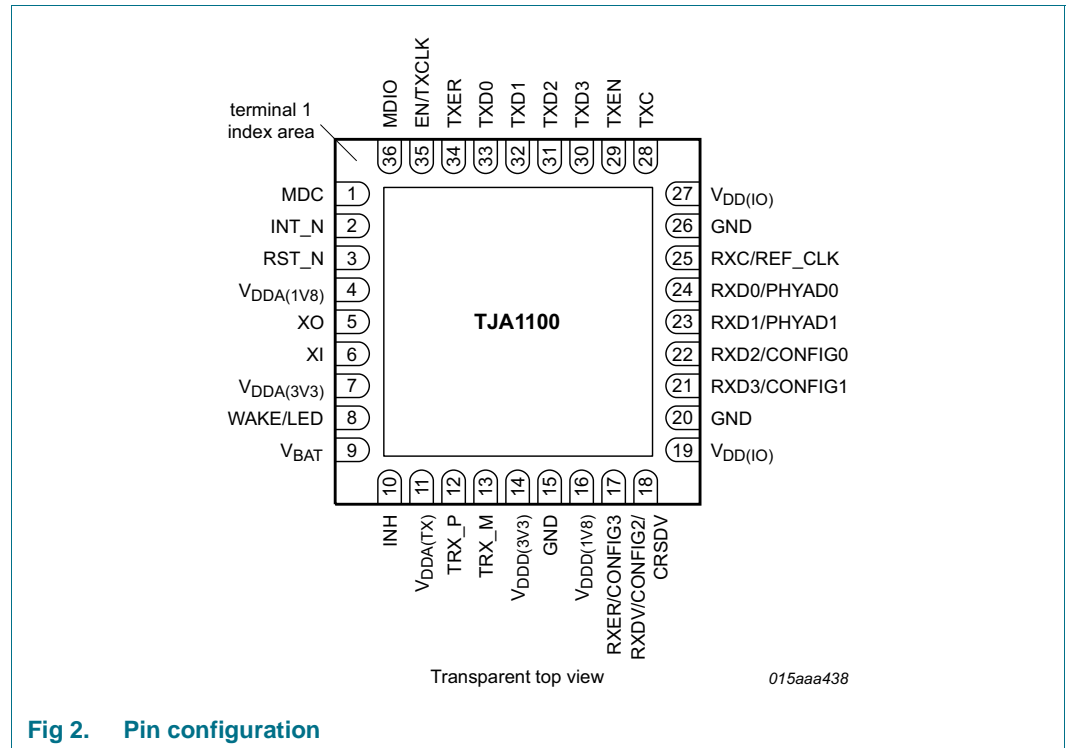 terminal 1
index area
MDIO
EN/TXCLK
TXER
TXD0
TXD1
TXD2
TXD3
TXEN
TXC
36
35
34
33
32
31
30
29
28
MDC 1
INT_N 2
RST_N 3
VDDA(1V8) 4
XO 5
XI 6
VDDA(3V3) 7
WAKE/LED 8
VBAT 9
TJA1100
27 VDD(IO)
26 GND
25 RXC/REF_CLK
24 RXD0/PHYAD0
23 RXD1/PHYAD1
22 RXD2/CONFIG0
21 RXD3/CONFIG1
20 GND
19 VDD(IO)
10
11
12
13
14
15
16
17
18
INH
VDDA(TX)
TRX_P
TRX_M
VDDD(3V3)
GND
VDDD(1V8)
RXER/CONFIG3
RXDV/CONFIG2/
CRSDV
Transparent top view
015aaa438
Fig 2. Pin configuration